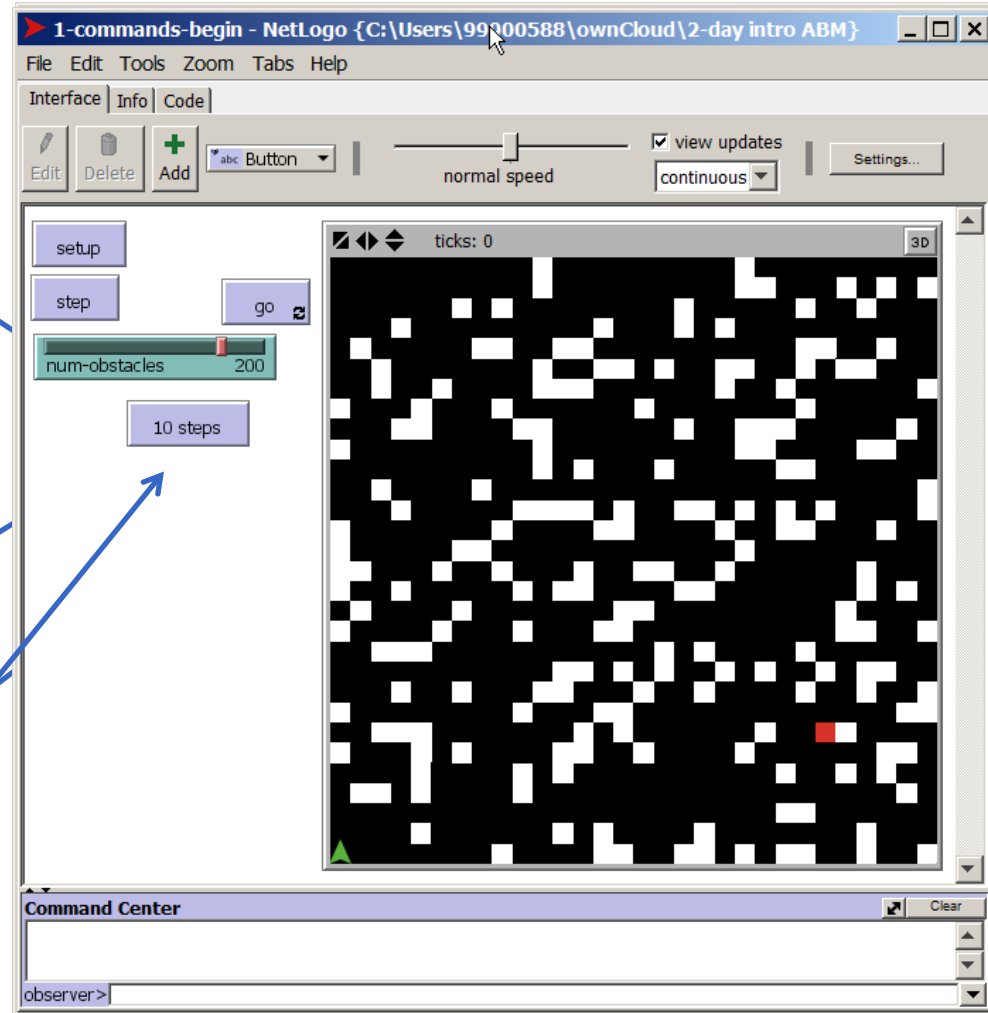 1-commands-begin - NetLogo {C:\Users\99900588\ownCloud\2-day intro ABM}
File Edit Tools Zoom Tabs Help
Interface Info Code
Edit Delete Add abc Button normal speed view updates continuous Settings...
setup
ticks: 0 3D
step
go
num-obstacles 200
10 steps
Command Center Clear
observer>